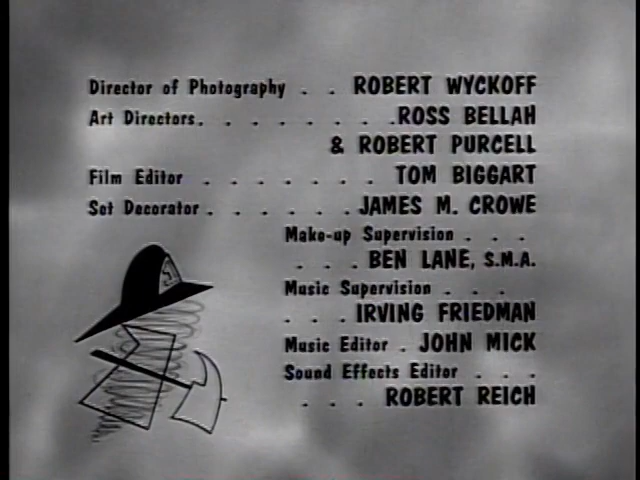 Director of Photography . . ROBERT WYCKOFF
Art Directors. . . . . . . .ROSS BELLAH
& ROBERT PURCELL
Film Editor . . . . . . . TOM BIGGART
Set Decorator . . . . . .JAMES M. CROWE
Make-up Supervision . . .
. . . BEN LANE, S.M.A.
Music Supervision . . . .
. . . IRVING FRIEDMAN
Music Editor . JOHN MICK
Sound Effects Editor . . .
. . . ROBERT REICH